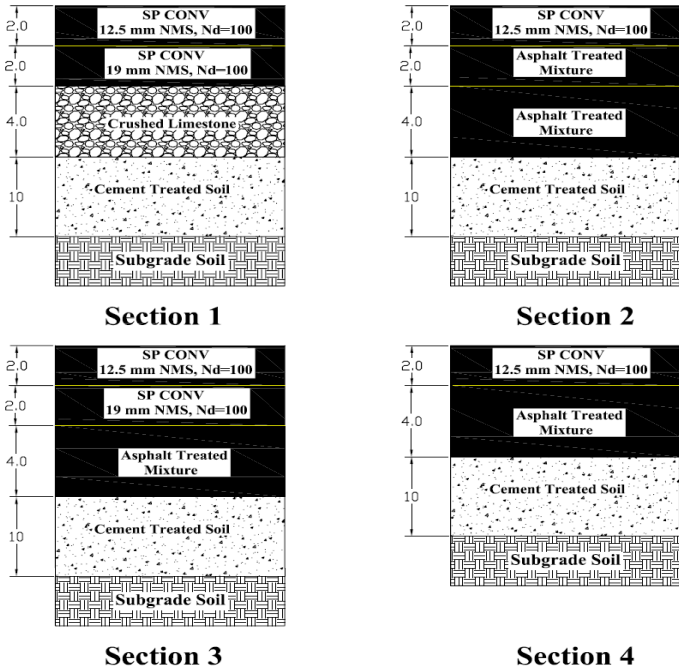 2.0
SP CONV
12.5 mm NMS, Nd=100
2.0
SP CONV
19 mm NMS, Nd=100
4.0
Crushed Limestone
10
Cement Treated Soil
Subgrade Soil
Section 1
2.0
SP CONV
12.5 mm NMS, Nd=100
2.0
Asphalt Treated
Mixture
4.0
Asphalt Treated
Mixture
10
Cement Treated Soil
Subgrade Soil
Section 2
2.0
SP CONV
12.5 mm NMS, Nd=100
2.0
SP CONV
19 mm NMS, Nd=100
4.0
Asphalt Treated
Mixture
10
Cement Treated Soil
Subgrade Soil
Section 3
2.0
SP CONV
12.5 mm NMS, Nd=100
4.0
Asphalt Treated
Mixture
10
Cement Treated Soil
Subgrade Soil
Section 4